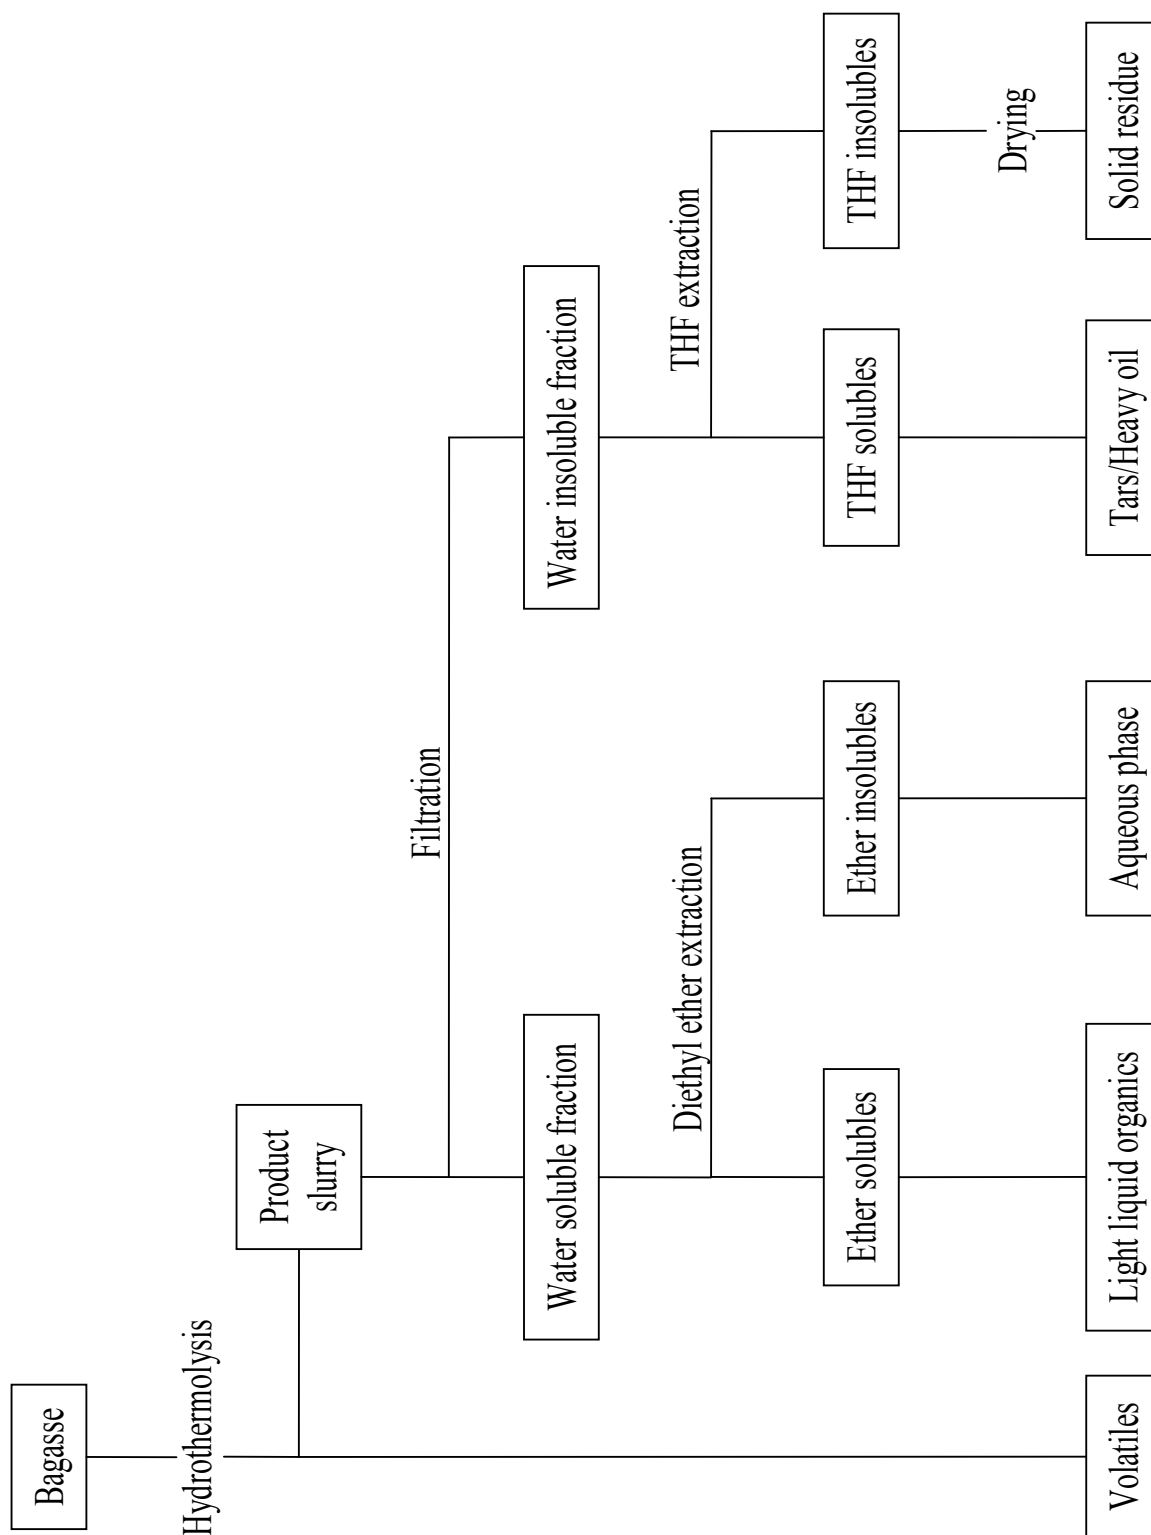 Bagasse
Hydrothermolysis
Product
slurry
Filtration
Water soluble fraction
Water insoluble fraction
Diethyl ether extraction
THF extraction
Ether solubles
Ether insolubles
THF solubles
THF insolubles
Drying
Volatiles
Light liquid organics
Aqueous phase
Tars/Heavy oil
Solid residue